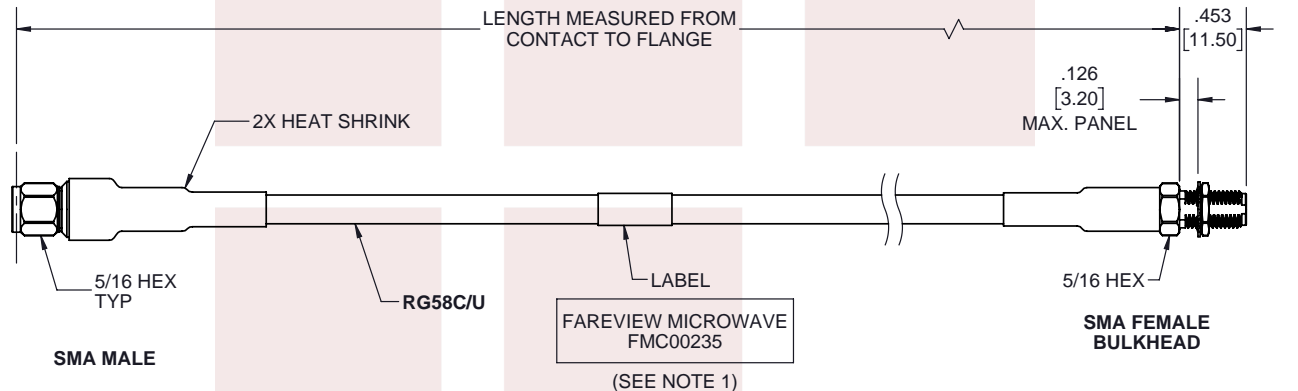 LENGTH MEASURED FROM
CONTACT TO FLANGE
.453
[11.50]
.126
[3.20]
MAX. PANEL
2X HEAT SHRINK
5/16 HEX
TYP
RG58C/U
LABEL
5/16 HEX
FAREVIEW MICROWAVE
FMC00235
(SEE NOTE 1)
SMA MALE
SMA FEMALE
BULKHEAD